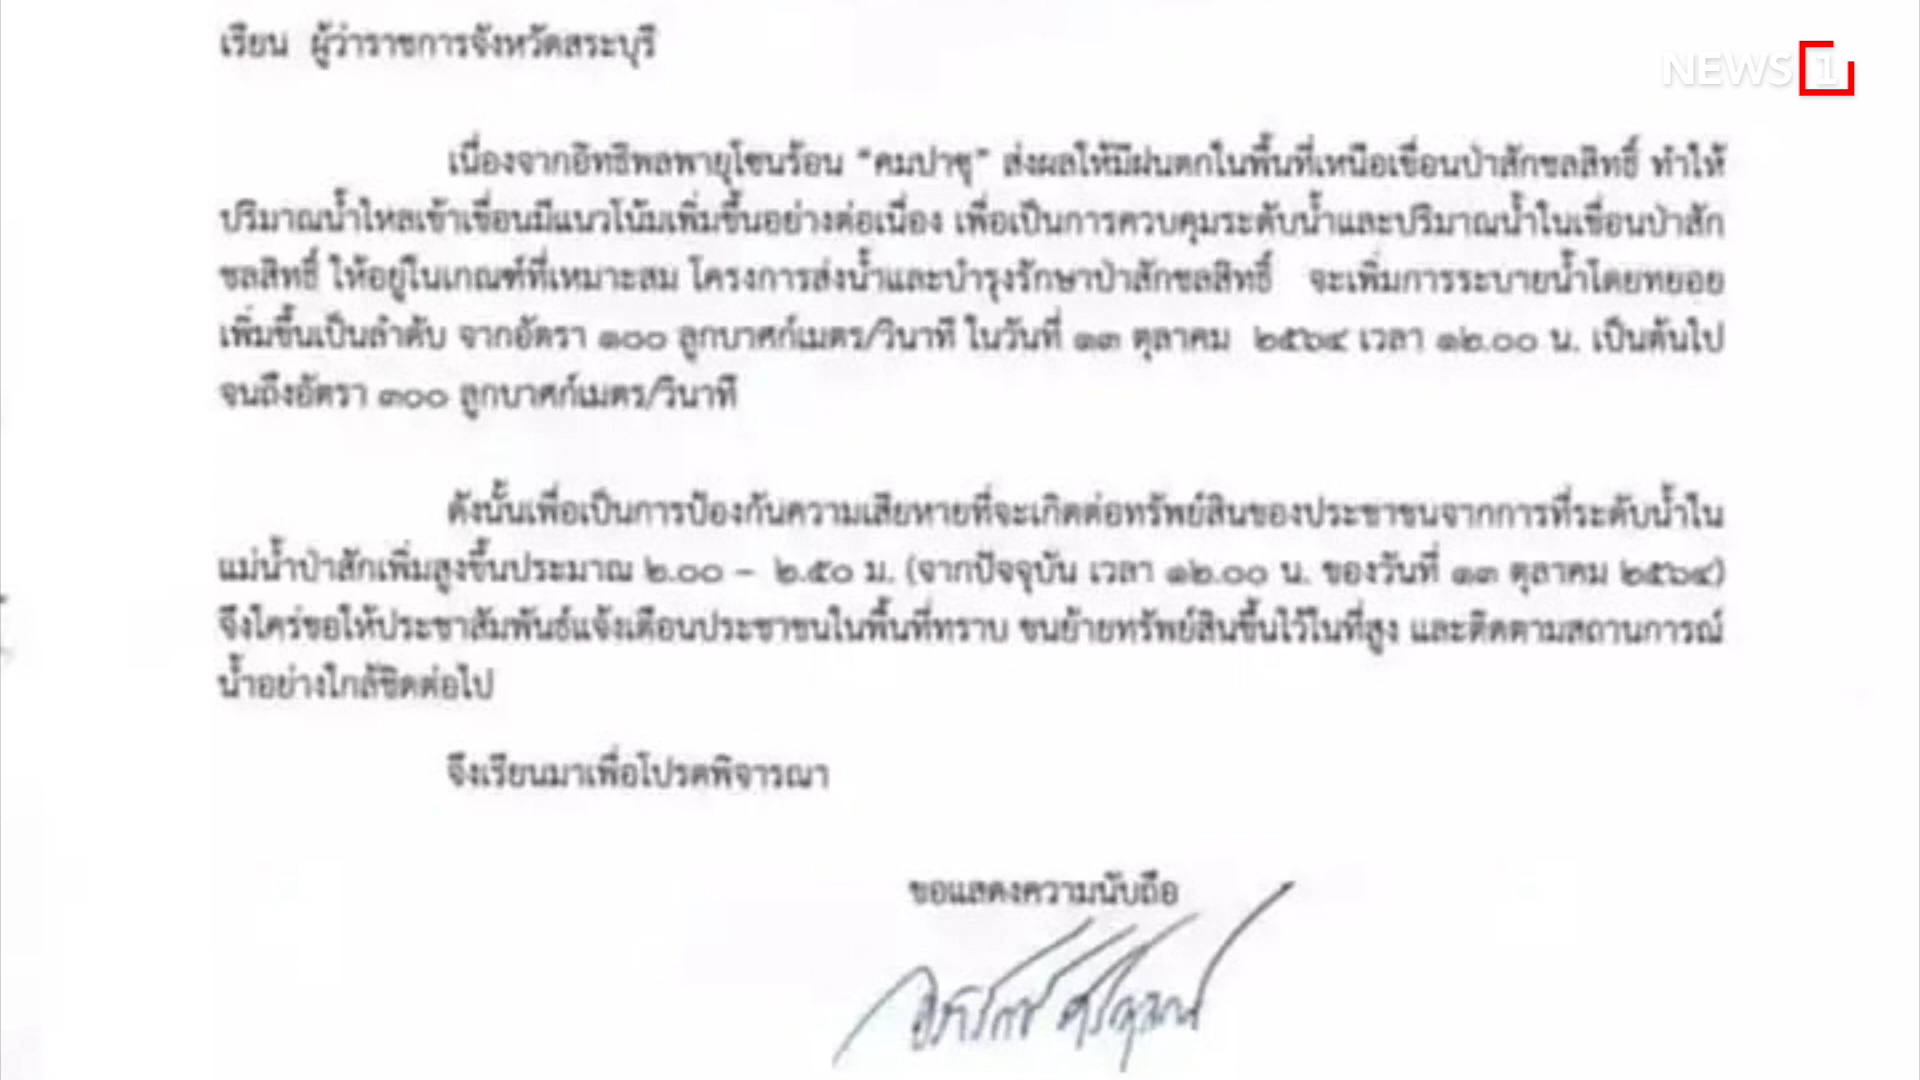 เรียน ผู้ว่าราชการจังหวัดสระบุรี
NEWS 1
เนื่องจากอิทธิพลพายุโซนร้อน "คมปาซุ" ส่งผลให้มีฝนตกในพื้นที่เหนือเขื่อนป่าสักชลสิทธิ์ ทำให้
ปริมาณน้ำไหลเข้าเขื่อนมีแนวโน้มเพิ่มขึ้นอย่างต่อเนื่อง เพื่อเป็นการควบคุมระดับน้ำและปริมาณน้ำในเขื่อนป่าสัก
ชลสิทธิ์ ให้อยู่ในเกณฑ์ที่เหมาะสม โครงการส่งน้ำและบำรุงรักษาป่าสักชลสิทธิ์ จะเพิ่มการระบายน้ำโดยทยอย
เพิ่มขึ้นเป็นลำดับ จากอัตรา ๑๐๐ ลูกบาศก์เมตร/วินาที ในวันที่ ๑๓ ตุลาคม ๒๕๖๔ เวลา ๑๒.๐๐ น. เป็นต้นไป
จนถึงอัตรา ๓๐๐ ลูกบาศก์เมตร/วินาที
ดังนั้นเพื่อเป็นการป้องกันความเสียหายที่จะเกิดต่อทรัพย์สินของประชาชนจากการที่ระดับน้ำใน
แม่น้ำป่าสักเพิ่มสูงขึ้นประมาณ ๒.๐๐ – ๒.๕๐ ม. (จากปัจจุบัน เวลา ๑๒.๐๐ น. ของวันที่ ๑๓ ตุลาคม ๒๕๖๔)
จึงใคร่ขอให้ประชาสัมพันธ์แจ้งเตือนประชาชนในพื้นที่ทราบ ขนย้ายทรัพย์สินขึ้นไว้ในที่สูง และติดตามสถานการณ์
น้ำอย่างใกล้ชิดต่อไป
จึงเรียนมาเพื่อโปรดพิจารณา
ขอแสดงความนับถือ